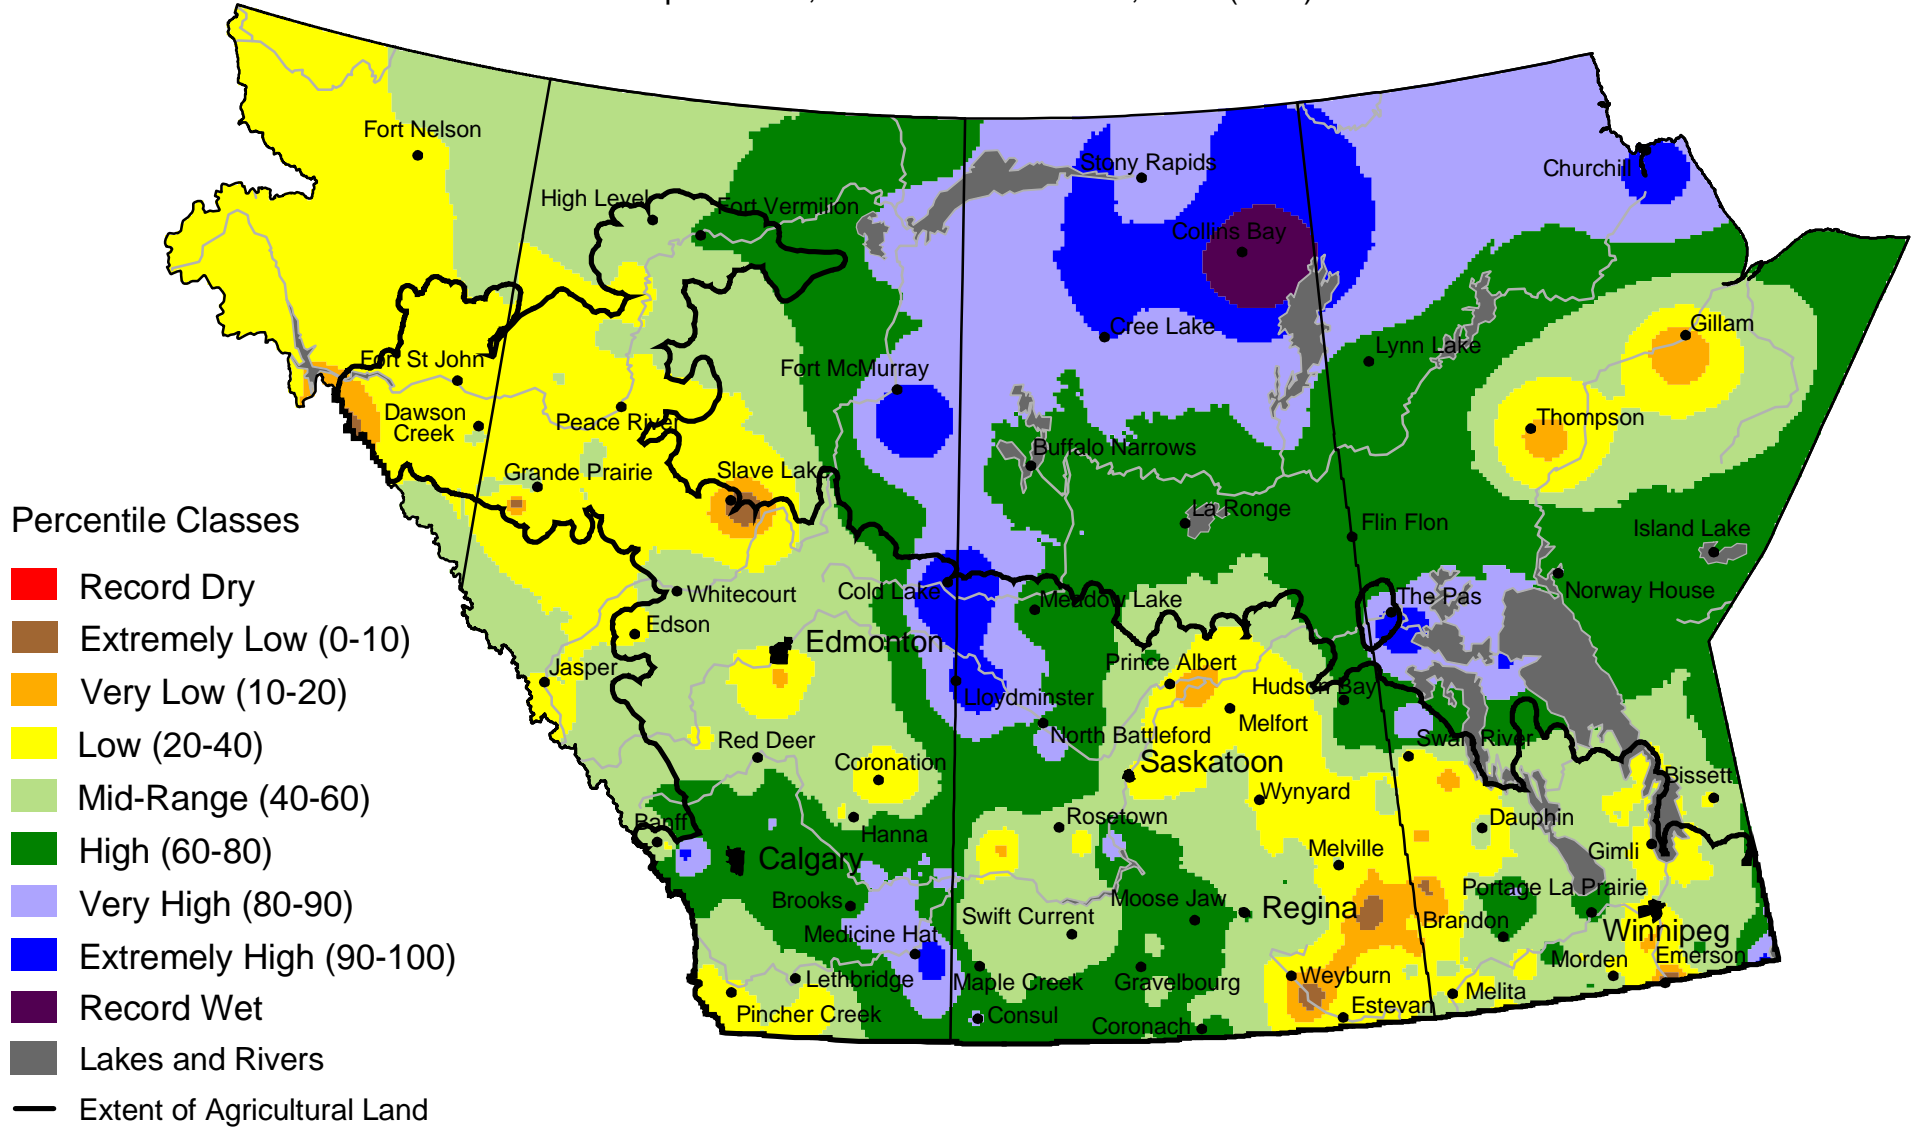 Fort Nelson
High Level
Fort Vermilion
Stony Rapids
Churchill
Collins Bay
Cree Lake
Lynn Lake
Gillam
Fort St John
Fort McMurray
Dawson
Creek
Peace River
Thompson
Buffalo Narrows
Grande Prairie
Slave Lake
La Ronge
Flin Flon
Island Lake
Whitecourt
Cold Lake
Meadow Lake
The Pas
Norway House
Edson
Edmonton
Jasper
Prince Albert
Hudson Bay
Lloydminster
Melfort
North Battleford
Red Deer
Coronation
Saskatoon
Swan River
Bissett
Wynyard
Banff
Hanna
Rosetown
Dauphin
Calgary
Melville
Gimli
Brooks
Moose Jaw
Portage La Prairie
Swift Current
Regina
Brandon
Winnipeg
Medicine Hat
Lethbridge
Maple Creek
Gravelbourg
Weyburn
Morden
Emerson
Pincher Creek
Consul
Coronach
Estevan
Melita
Percentile Classes
Record Dry
Extremely Low (0-10)
Very Low (10-20)
Low (20-40)
Mid-Range (40-60)
High (60-80)
Very High (80-90)
Extremely High (90-100)
Record Wet
Lakes and Rivers
Extent of Agricultural Land